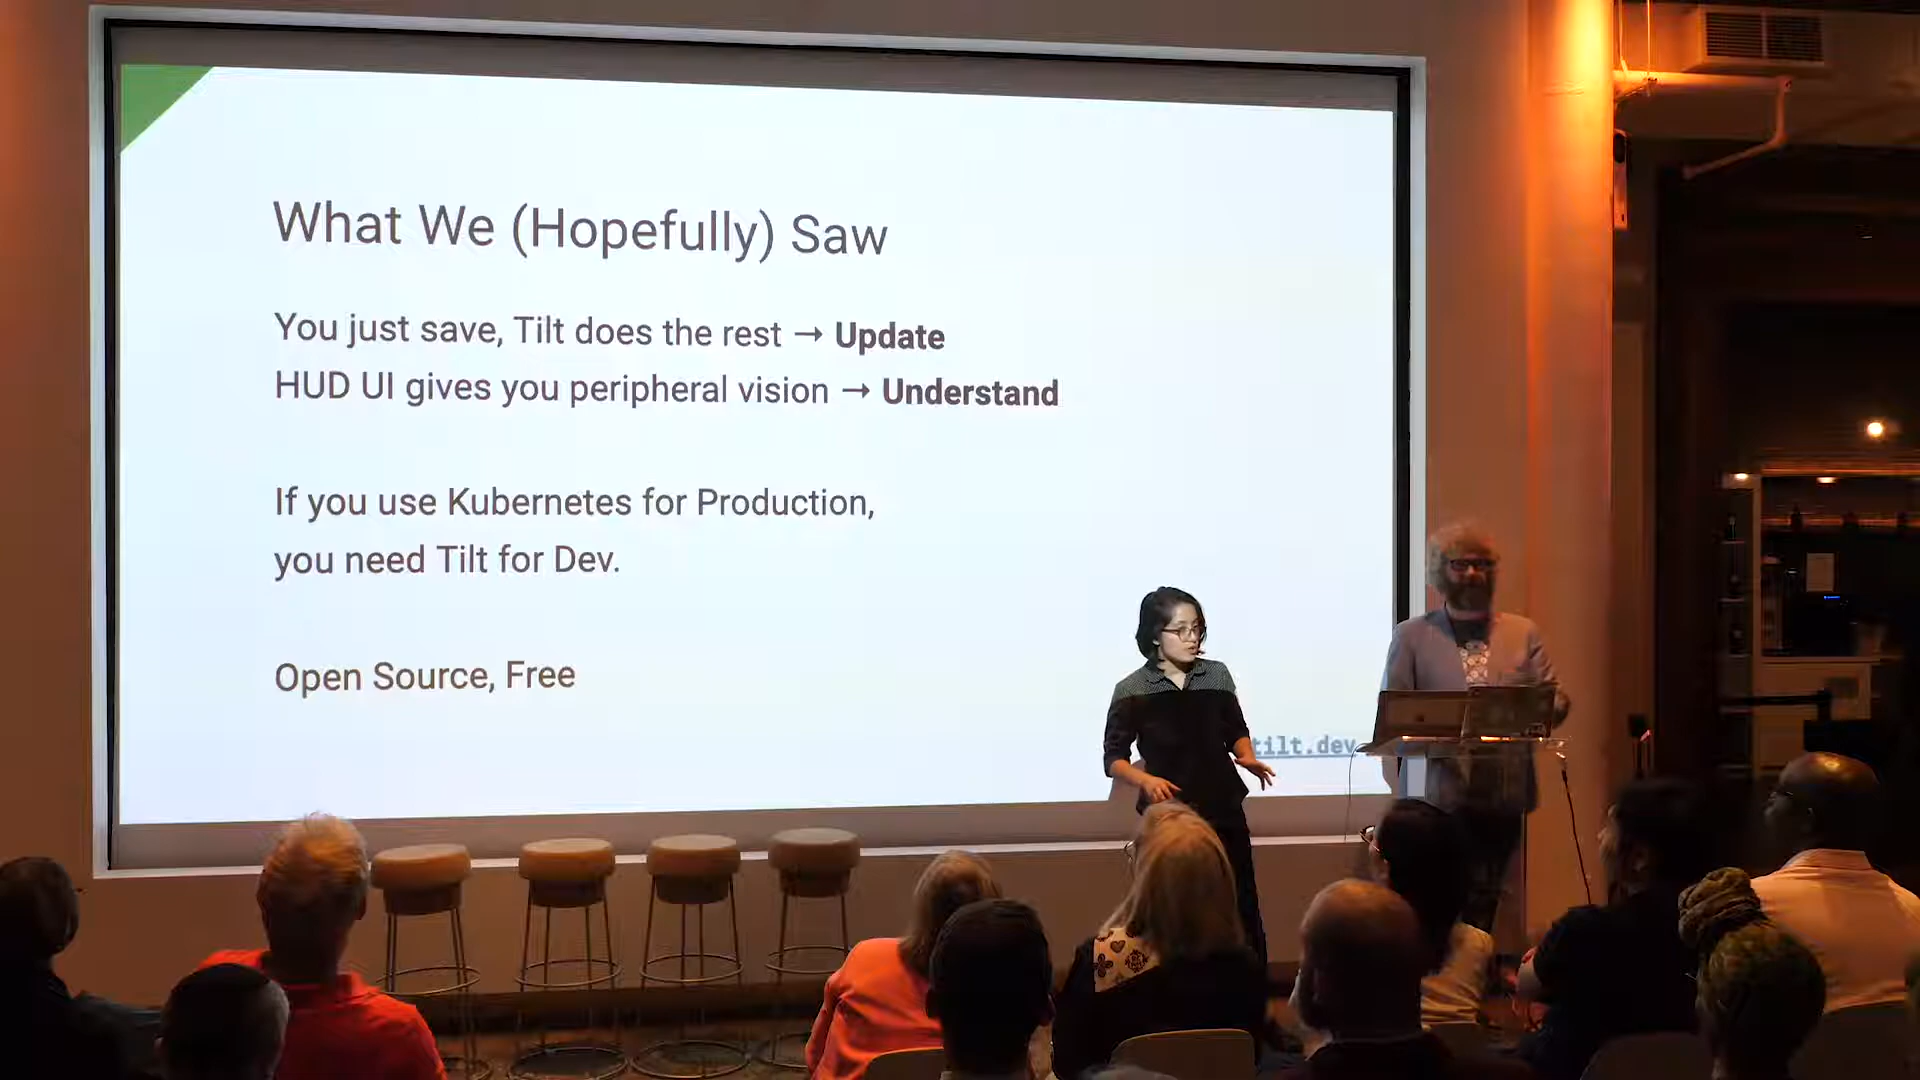 What We (Hopefully) Saw
You just save, Tilt does the rest → Update
HUD UI gives you peripheral vision → Understand
If you use Kubernetes for Production,
you need Tilt for Dev.
Open Source, Free
tilt.dev